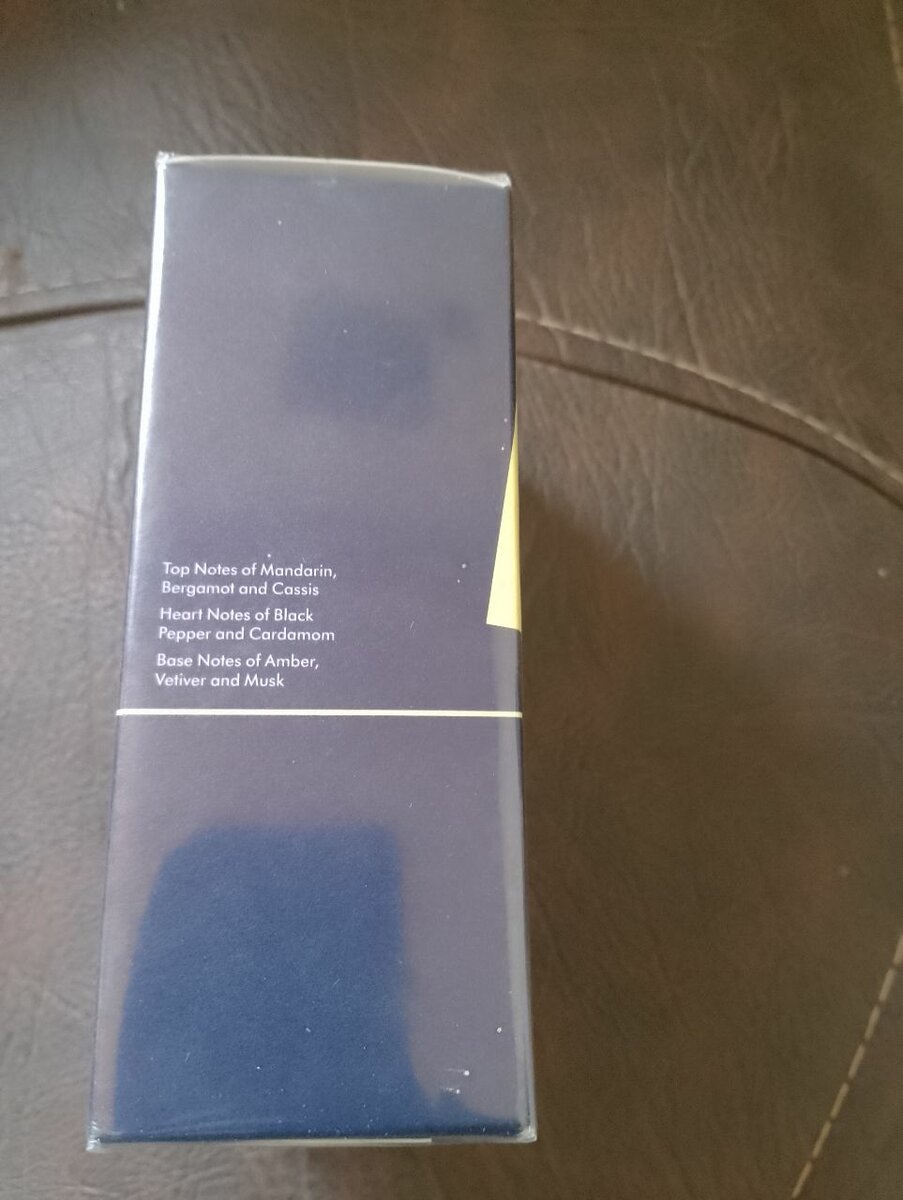 Top Notes of Mandarin,
Bergamot and Cassis
Heart Notes of Black
Pepper and Cardamom
Base Notes of Amber,
Vetiver and Musk